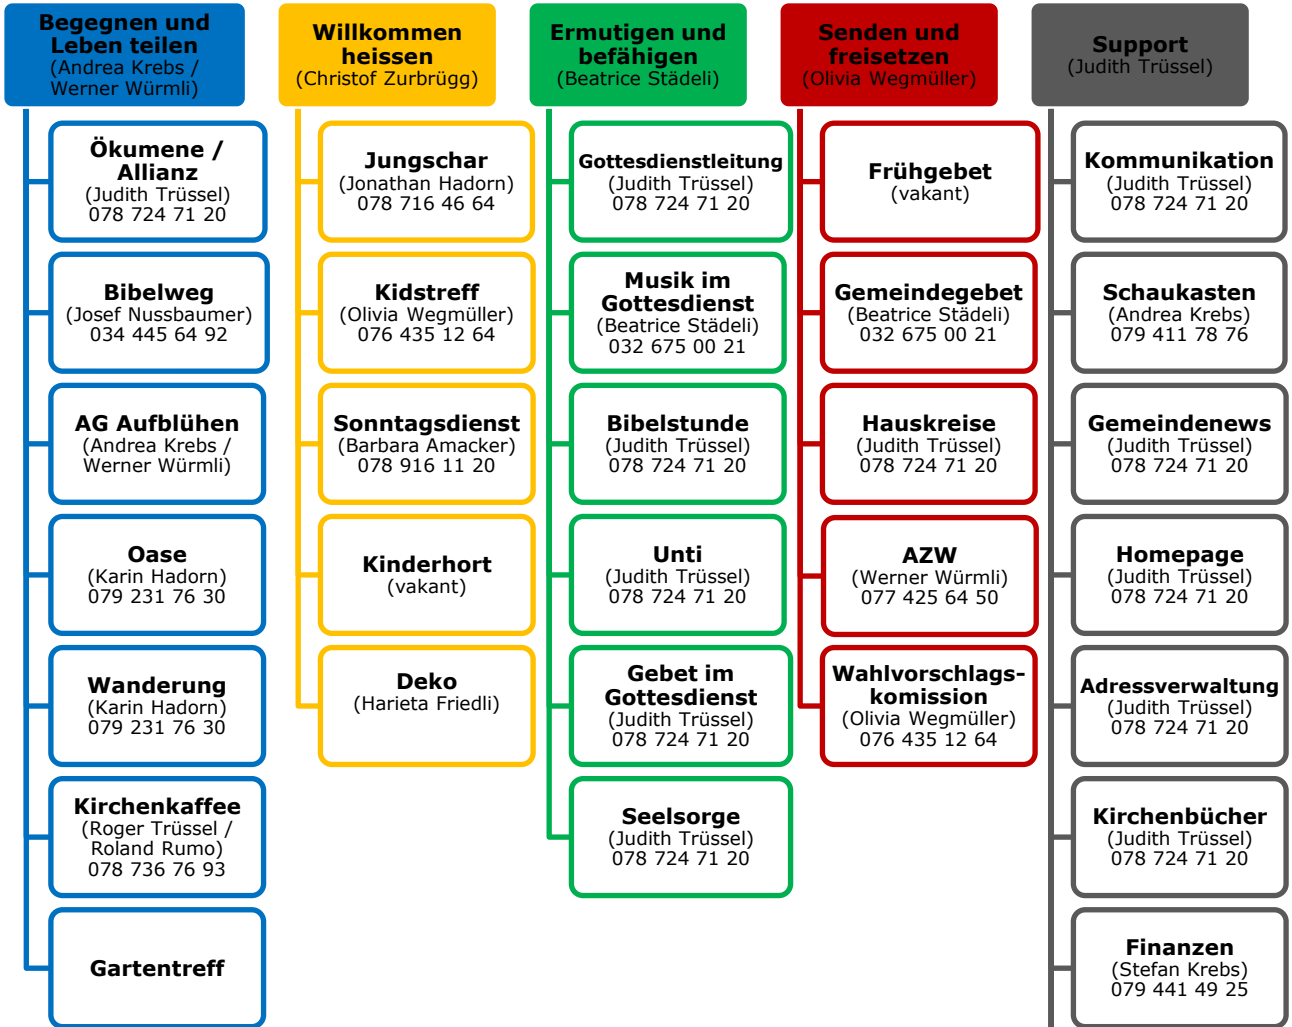 Begegnen und
Leben teilen
(Andrea Krebs /
Werner Würmli)
Ökumene /
Allianz
(Judith Trüssel)
078 724 71 20
Bibelweg
(Josef Nussbaumer)
034 445 64 92
AG Aufblühen
(Andrea Krebs /
Werner Würmli)
Oase
(Karin Hadorn)
079 231 76 30
Wanderung
(Karin Hadorn)
079 231 76 30
Kirchenkaffee
(Roger Trüssel /
Roland Rumo)
078 736 76 93
Gartentreff
Willkommen
heissen
(Christof Zurbrügg)
Jungschar
(Jonathan Hadorn)
078 716 46 64
Kidstreff
(Olivia Wegmüller)
076 435 12 64
Sonntagsdienst
(Barbara Amacker)
078 916 11 20
Kinderhort
(vakant)
Deko
(Harieta Friedli)
Ermutigen und
befähigen
(Beatrice Städeli)
Gottesdienstleitung
(Judith Trüssel)
078 724 71 20
Musik im
Gottesdienst
(Beatrice Städeli)
032 675 00 21
Bibelstunde
(Judith Trüssel)
078 724 71 20
Unti
(Judith Trüssel)
078 724 71 20
Gebet im
Gottesdienst
(Judith Trüssel)
078 724 71 20
Seelsorge
(Judith Trüssel)
078 724 71 20
Senden und
freisetzen
(Olivia Wegmüller)
Frühgebet
(vakant)
Gemeindegebet
(Beatrice Städeli)
032 675 00 21
Hauskreise
(Judith Trüssel)
078 724 71 20
AZW
(Werner Würmli)
077 425 64 50
Wahlvorschlags-
komission
(Olivia Wegmüller)
076 435 12 64
Support
(Judith Trüssel)
Kommunikation
(Judith Trüssel)
078 724 71 20
Schaukasten
(Andrea Krebs)
079 411 78 76
Gemeindenews
(Judith Trüssel)
078 724 71 20
Homepage
(Judith Trüssel)
078 724 71 20
Adressverwaltung
(Judith Trüssel)
078 724 71 20
Kirchenbücher
(Judith Trüssel)
078 724 71 20
Finanzen
(Stefan Krebs)
079 441 49 25